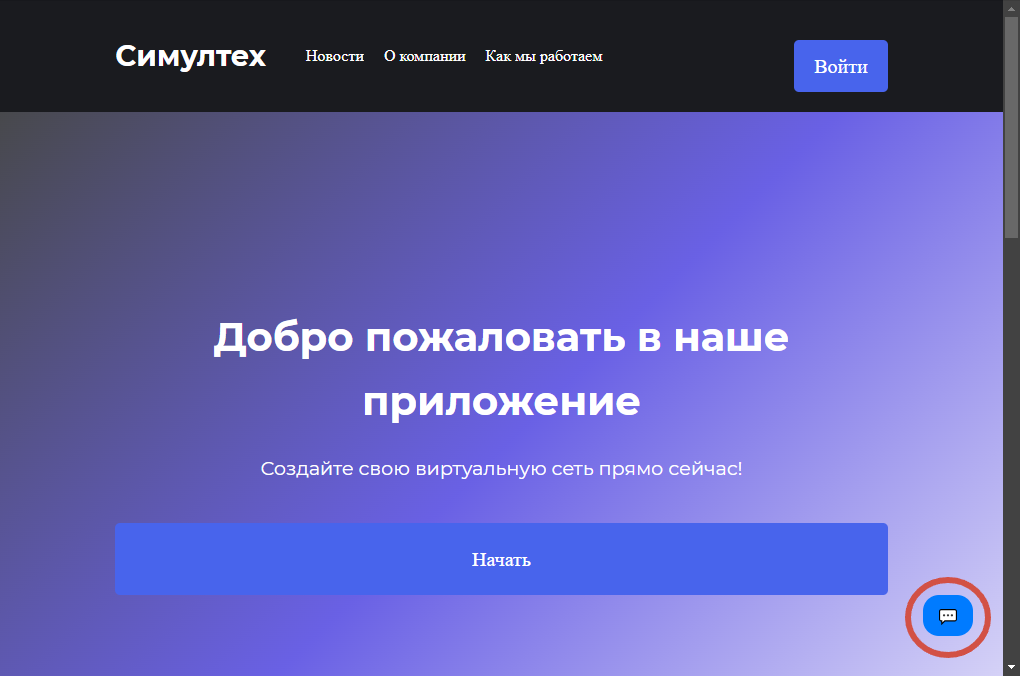 Симултех
Новости О компании Как мы работаем
Войти
Добро пожаловать в наше
приложение
Создайте свою виртуальную сеть прямо сейчас!
Начать